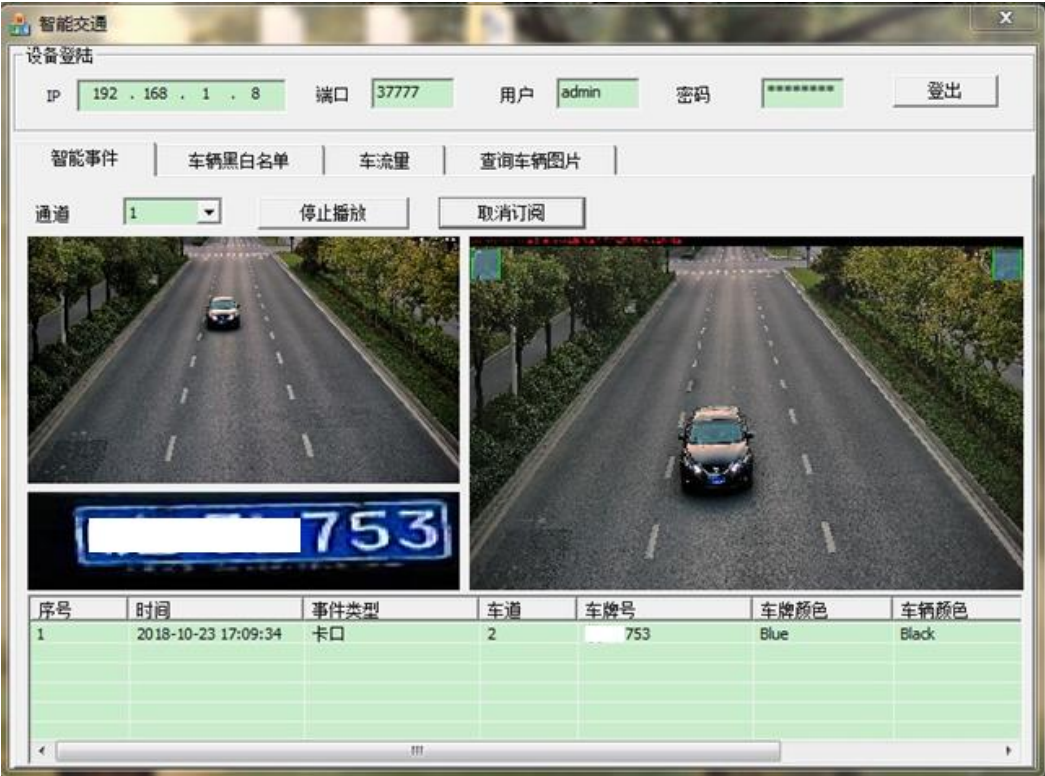 智能交通
设备登陆
IP 192 . 168 . 1 . 8 端口 37777 用户 admin 密码 ******** 登出
智能事件 车辆黑白名单 车流量 查询车辆图片
通道 1 停止播放 取消订阅
753
序号 时间 事件类型 车道 车牌号 车牌颜色 车辆颜色
1 2018-10-23 17:09:34 卡口 2 753 Blue Black